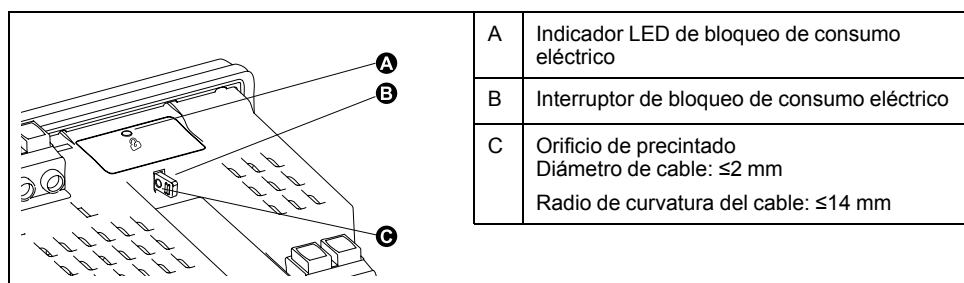 A
B
C
A
Indicador LED de bloqueo de consumo
eléctrico
B
Interruptor de bloqueo de consumo eléctrico
C
Orificio de precintado
Diámetro de cable: ≤2 mm
Radio de curvatura del cable: ≤14 mm